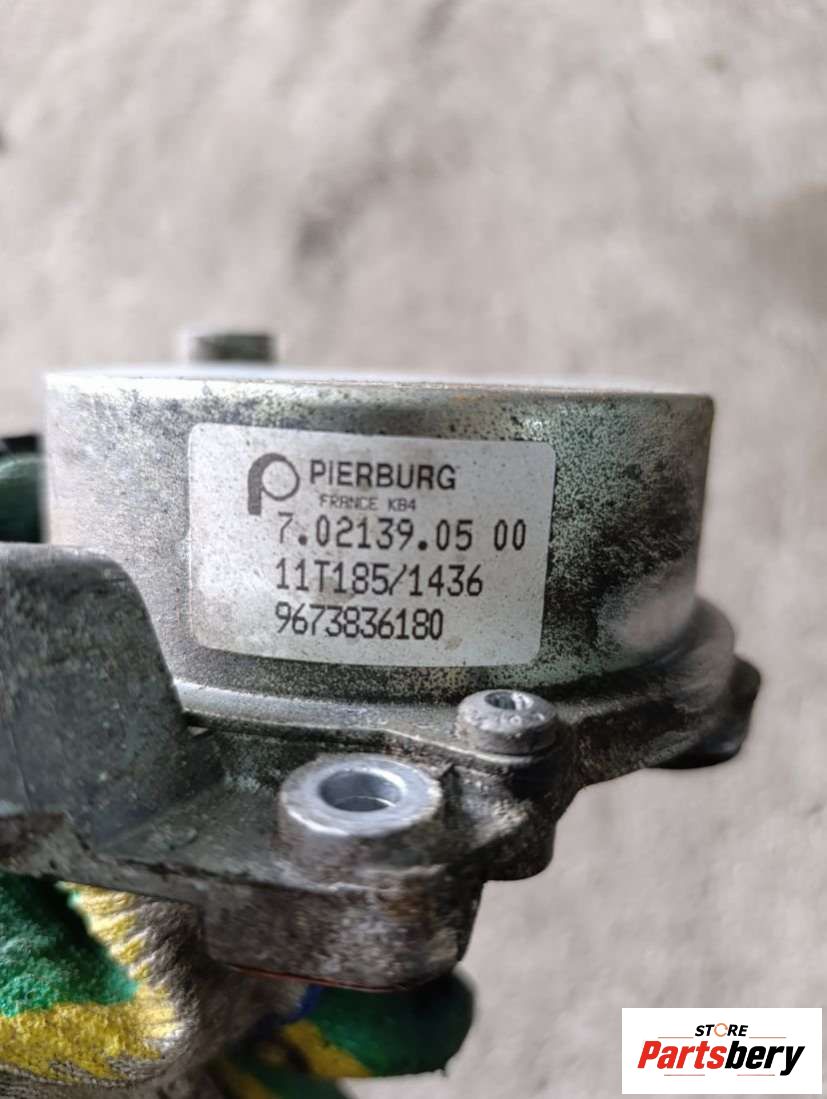 PIERBURG
FRANCE KB4
7.02139.05 00
11T185/1436
9673836180
STORE
Partsbery